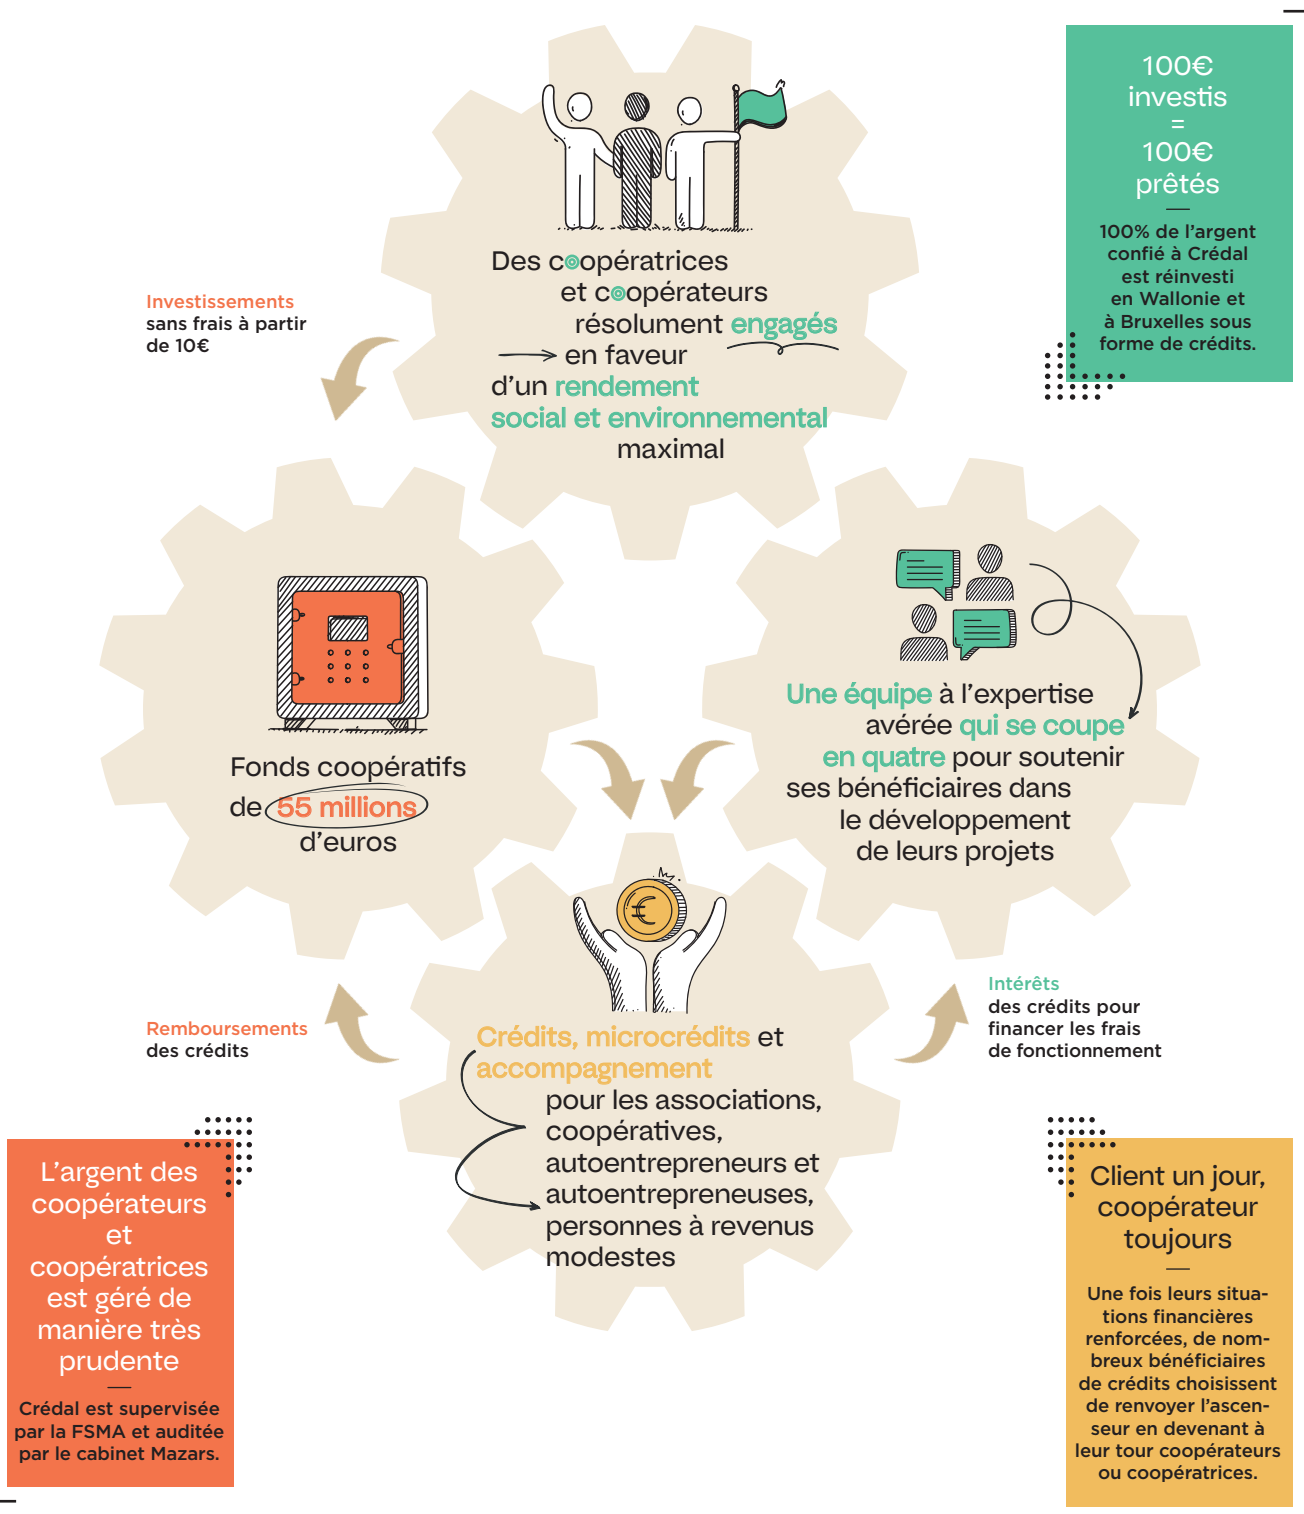 100€
investis
=
100€
prêtés
100% de l'argent
confié à Crédal
est réinvesti
en Wallonie et
à Bruxelles sous
forme de crédits.
Des coopératrices
et coopérateurs
résolument engagés
en faveur
d'un rendement
social et environnemental
maximal
Investissements
sans frais à partir
de 10€
Fonds coopératifs
de 55 millions
d'euros
Une équipe à l'expertise
avérée qui se coupe
en quatre pour soutenir
ses bénéficiaires dans
le développement
de leurs projets
€
Crédits, microcrédits et
accompagnement
pour les associations,
coopératives,
autoentrepreneurs et
autoentrepreneuses,
personnes à revenus
modestes
Remboursements
des crédits
Intérêts
des crédits pour
financer les frais
de fonctionnement
L'argent des
coopérateurs
et
coopératrices
est géré de
manière très
prudente
Crédal est supervisée
par la FSMA et auditée
par le cabinet Mazars.
Client un jour,
coopérateur
toujours
Une fois leurs situa-
tions financières
renforcées, de nom-
breux bénéficiaires
de crédits choisissent
de renvoyer l'ascen-
seur en devenant à
leur tour coopérateurs
ou coopératrices.